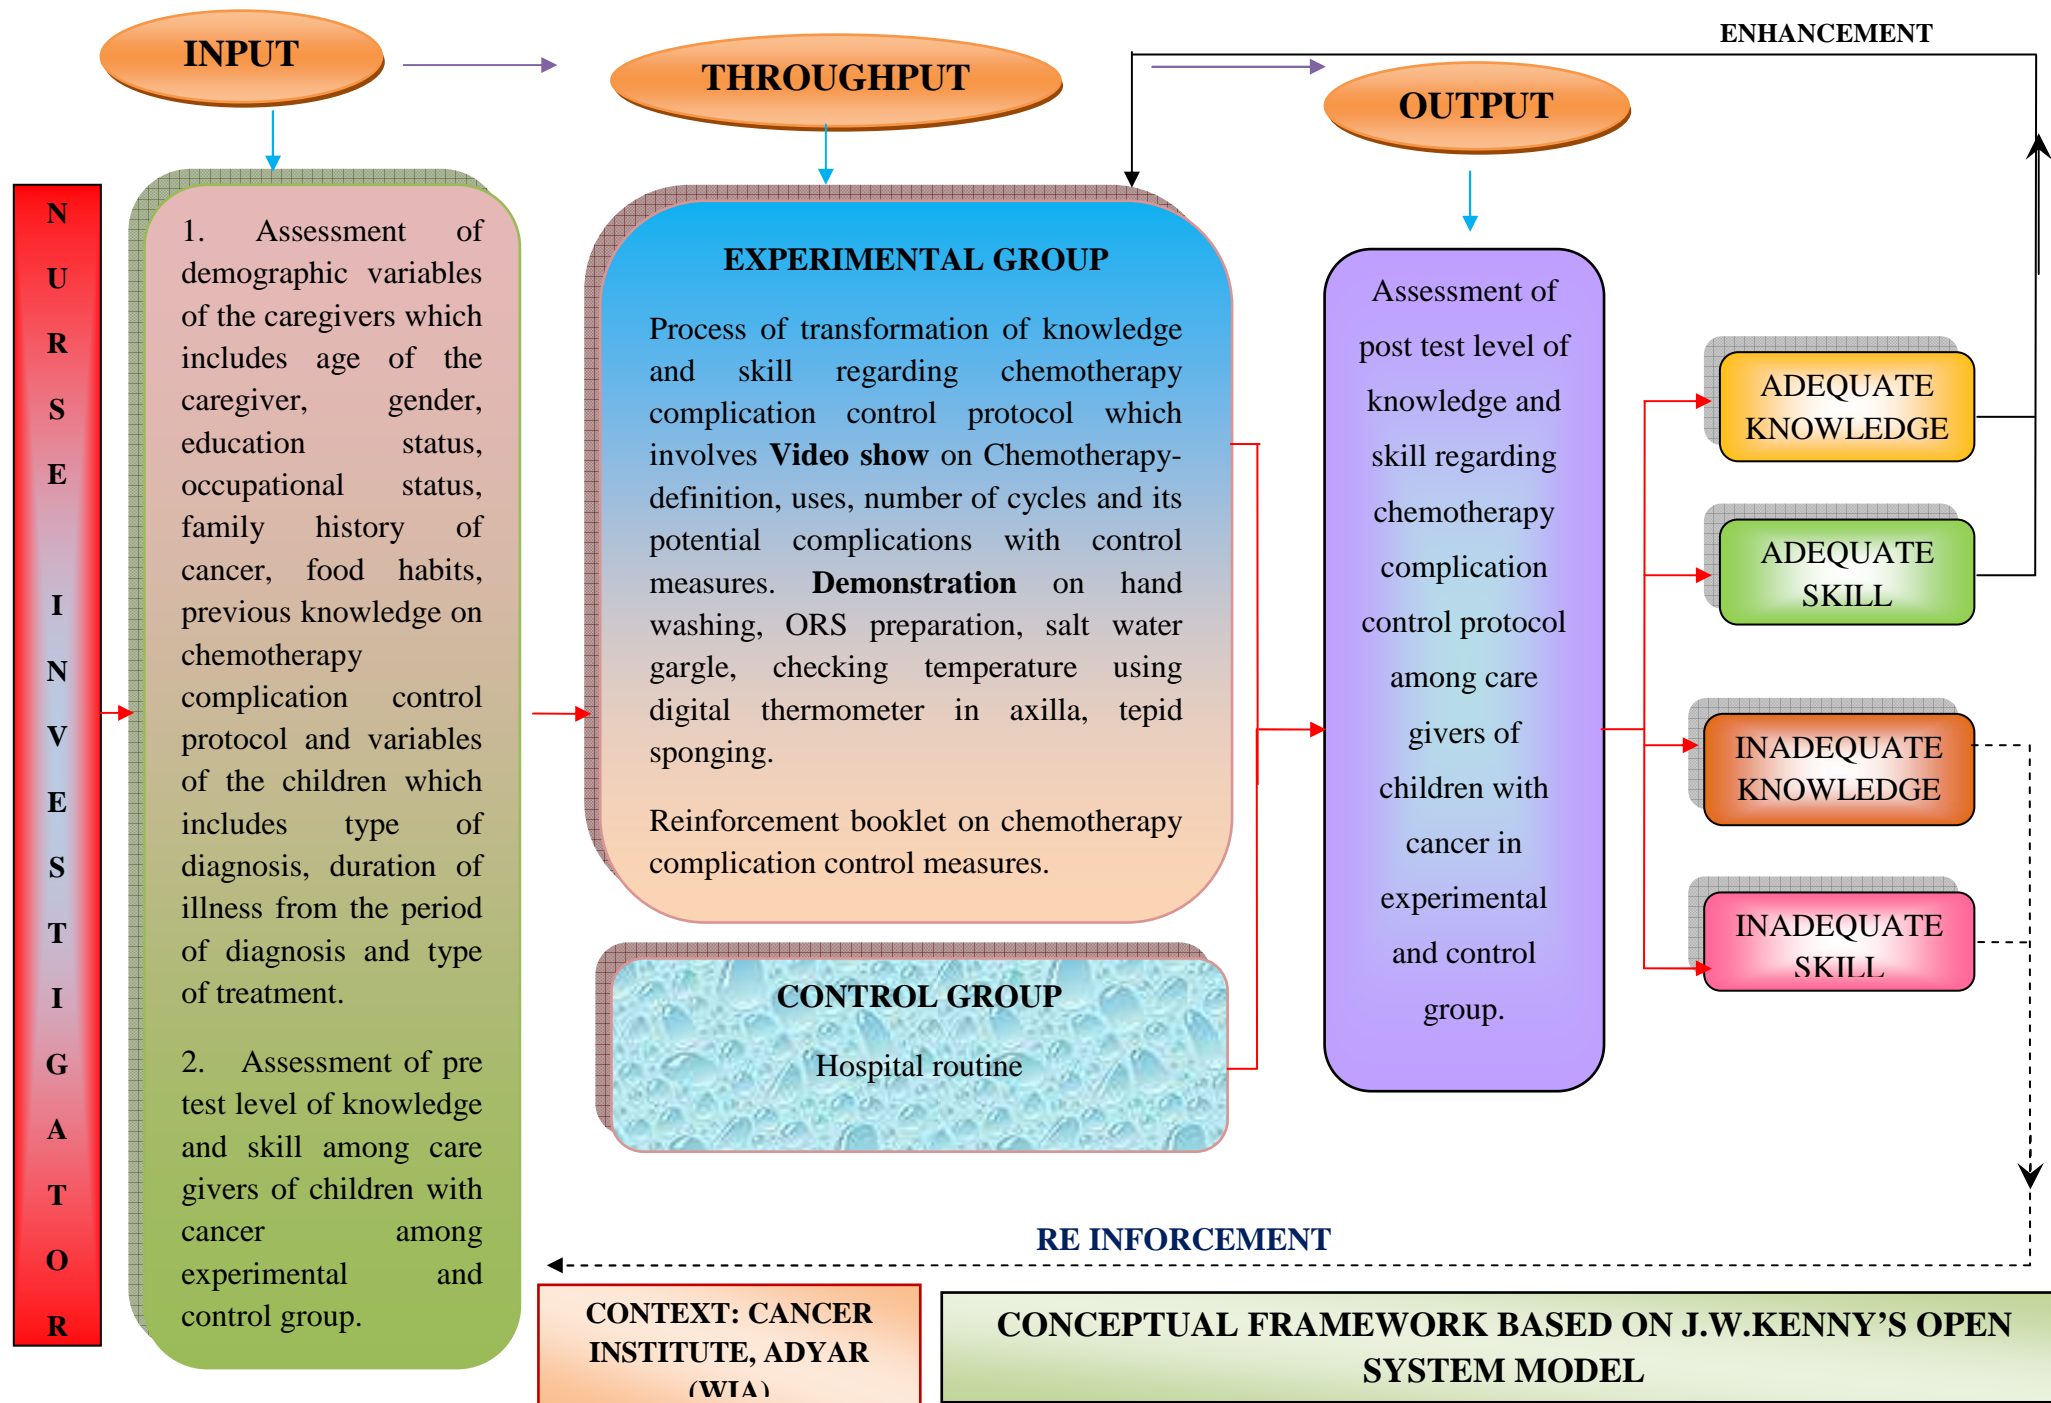 INPUT
THROUGHPUT
OUTPUT
ENHANCEMENT
NURSE INVESTIGATOR
1. Assessment of
demographic variables
of the caregivers which
includes age of the
caregiver, gender,
education status,
occupational status,
family history of
cancer, food habits,
previous knowledge on
chemotherapy
complication control
protocol and variables
of the children which
includes type of
diagnosis, duration of
illness from the period
of diagnosis and type
of treatment.
2. Assessment of pre
test level of knowledge
and skill among care
givers of children with
cancer among
experimental and
control group.
EXPERIMENTAL GROUP
Process of transformation of knowledge
and skill regarding chemotherapy
complication control protocol which
involves Video show on Chemotherapy-
definition, uses, number of cycles and its
potential complications with control
measures. Demonstration on hand
washing, ORS preparation, salt water
gargle, checking temperature using
digital thermometer in axilla, tepid
sponging.
Reinforcement booklet on chemotherapy
complication control measures.
CONTROL GROUP
Hospital routine
Assessment of
post test level of
knowledge and
skill regarding
chemotherapy
complication
control protocol
among care
givers of
children with
cancer in
experimental
and control
group.
ADEQUATE
KNOWLEDGE
ADEQUATE
SKILL
INADEQUATE
KNOWLEDGE
INADEQUATE
SKILL
RE INFORCEMENT
CONTEXT: CANCER
INSTITUTE, ADYAR
(WIA)
CONCEPTUAL FRAMEWORK BASED ON J.W.KENNY'S OPEN
SYSTEM MODEL